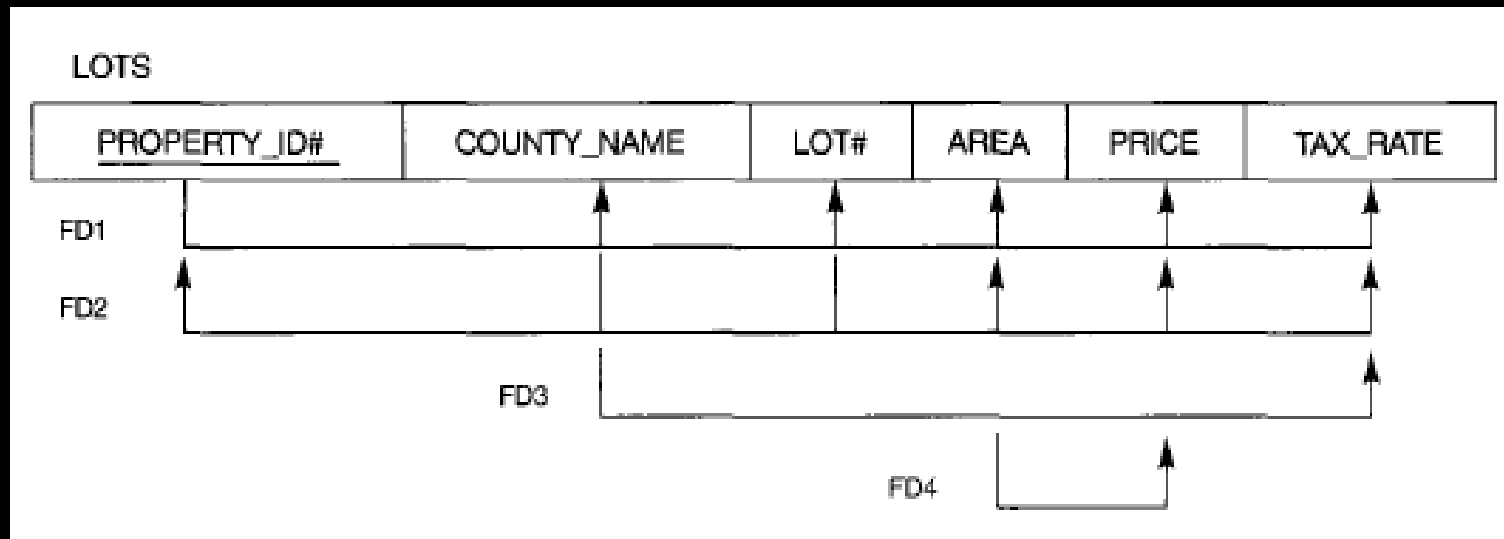 LOTS
PROPERTY_ID# COUNTY_NAME LOT# AREA PRICE TAX_RATE
FD1
FD2
FD3
FD4